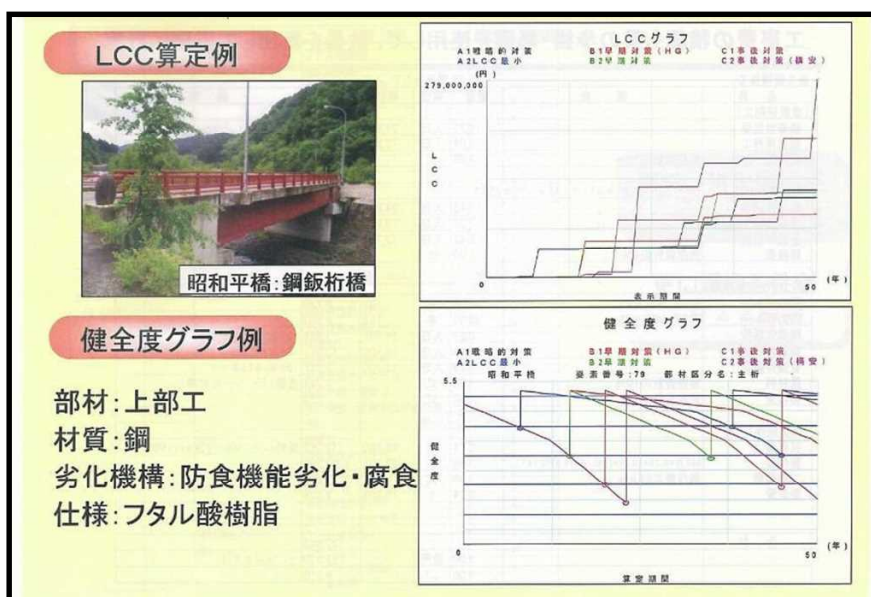 LCC算定例
昭和平橋：鋼鈑桁橋
健全度グラフ例
部材：上部工
材質：鋼
劣化機構：防食機能劣化・腐食
仕様：フタル酸樹脂
LCCグラフ
A1戦略的対策 B1早期対策(HG) C1事後対策
A2LCC最小 B2早期対策 C2事後対策(橋安)
(円)
279,000,000
LCC
0
50
(年)
表示期間
健全度グラフ
A1戦略的対策 B1早期対策(HG) C1事後対策
A2LCC最小 B2早期対策 C2事後対策(橋安)
昭和平橋 要素番号:79 部材区分名:主桁
5.5
健全度
0
50
(年)
算定期間